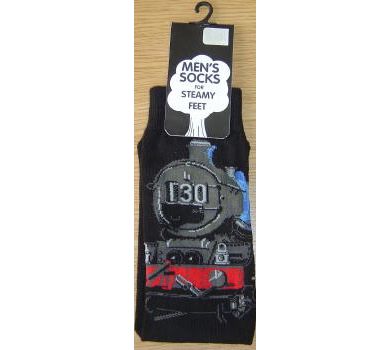 MEN'S
SOCKS
FOR
STEAMY
FEET
130